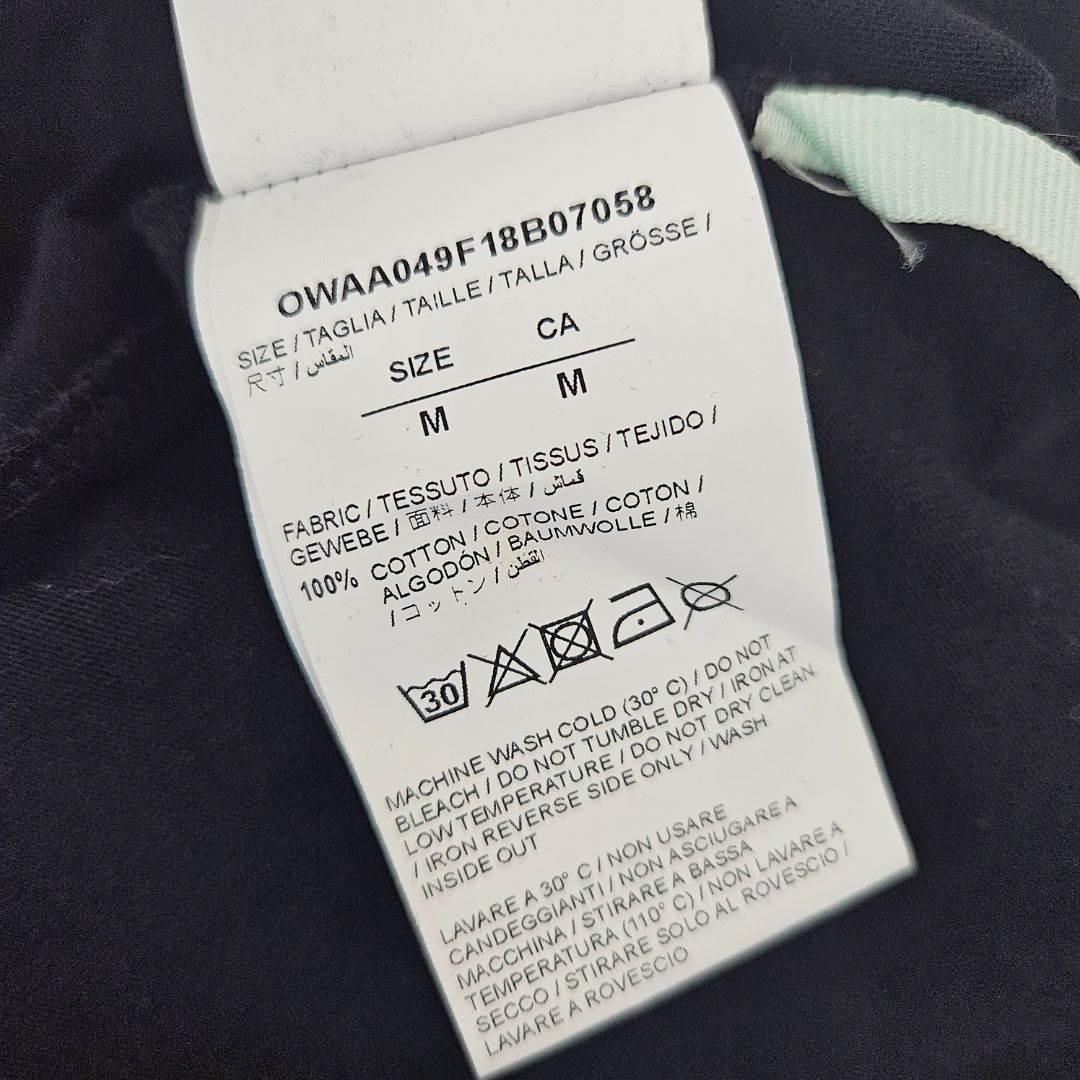 OWAA049F18B07058
SIZE / TAGLIA / TAILLE / TALLA / GRÖSSE /
尺寸 / المقاس
SIZE CA
M M
FABRIC / TESSUTO / TISSUS / TEJIDO /
GEWEBE / 面料 / 本体 / قماش
100% COTTON / COTONE / COTON /
ALGODÓN / BAUMWOLLE / 棉
/ コットン / القطن
30
MACHINE WASH COLD (30° C) / DO NOT
BLEACH / DO NOT TUMBLE DRY / IRON AT
LOW TEMPERATURE / DO NOT DRY CLEAN
/ IRON REVERSE SIDE ONLY / WASH
INSIDE OUT
LAVARE A 30° C / NON USARE
CANDEGGIANTI / NON ASCIUGARE A
MACCHINA / STIRARE A BASSA
TEMPERATURA (110° C) / NON LAVARE A
SECCO / STIRARE SOLO AL ROVESCIO /
LAVARE A ROVESCIO